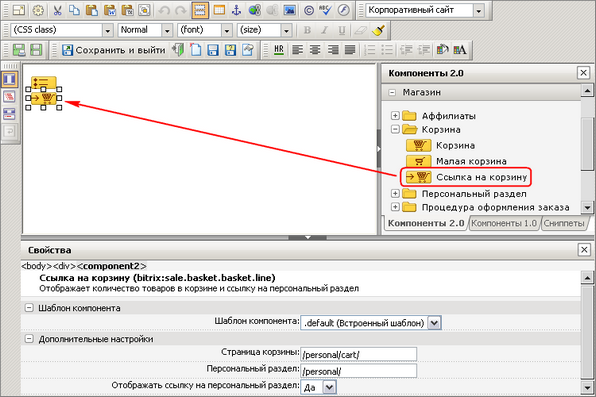 Корпоративный сайт
(CSS class) Normal (font) (size) B I U
Сохранить и выйти HR
Компоненты 2.0
Магазин
Аффилиаты
Корзина
Корзина
Малая корзина
Ссылка на корзину
Персональный раздел
Процедура оформления заказа
Компоненты 2.0 Компоненты 1.0 Сниппеты
Свойства
<body><div><component2>
Ссылка на корзину (bitrix:sale.basket.basket.line)
Отображает количество товаров в корзине и ссылку на персональный раздел
Шаблон компонента
Шаблон компонента: .default (Встроенный шаблон)
Дополнительные настройки
Страница корзины: /personal/cart/
Персональный раздел: /personal/
Отображать ссылку на персональный раздел: Да